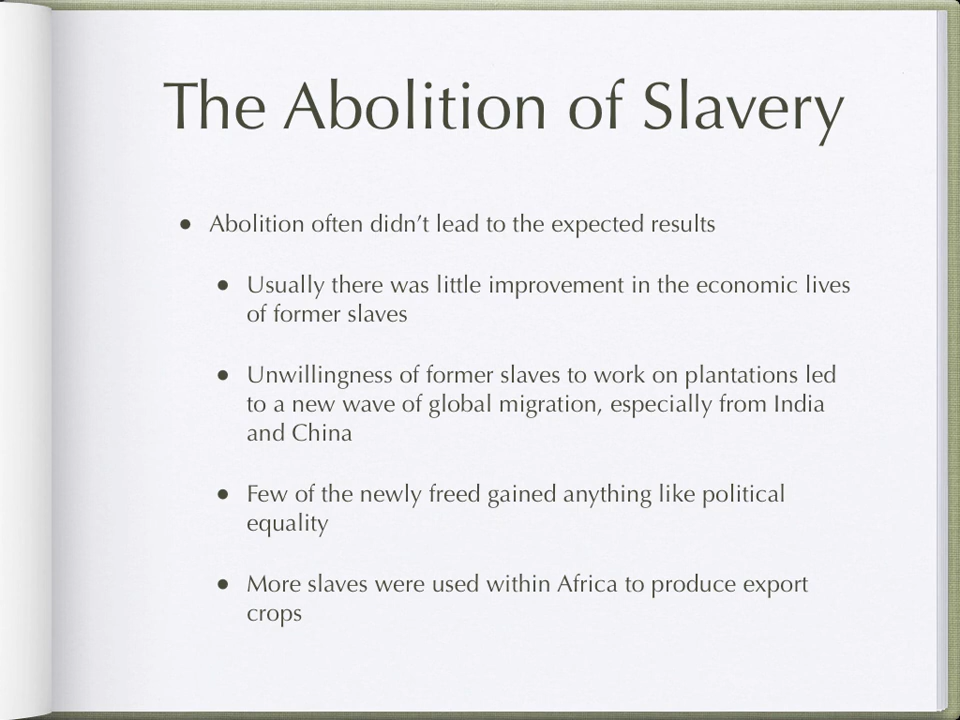 The Abolition of Slavery
• Abolition often didn’t lead to the expected results
• Usually there was little improvement in the economic lives
of former slaves
• Unwillingness of former slaves to work on plantations led
to a new wave of global migration, especially from India
and China
• Few of the newly freed gained anything like political
equality
• More slaves were used within Africa to produce export
crops